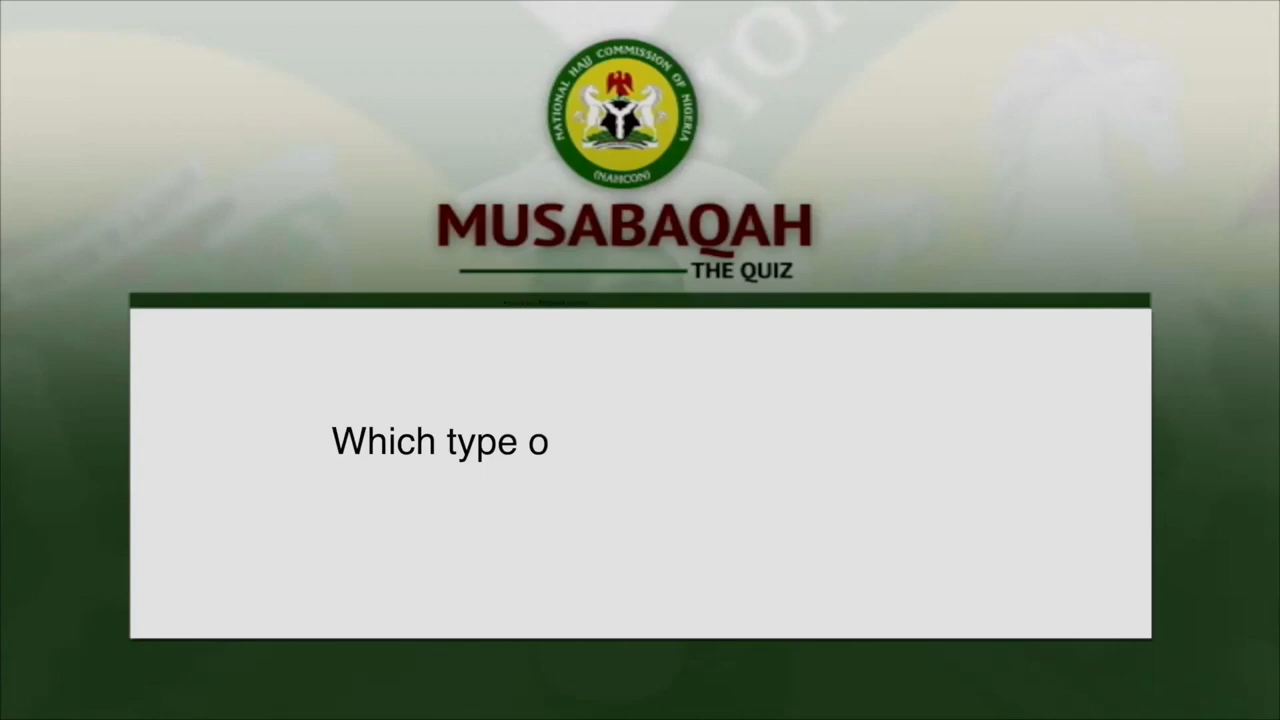 NATIONAL HAJJ COMMISSION OF NIGERIA
(NAHCON)
MUSABAQAH
THE QUIZ
Which type o